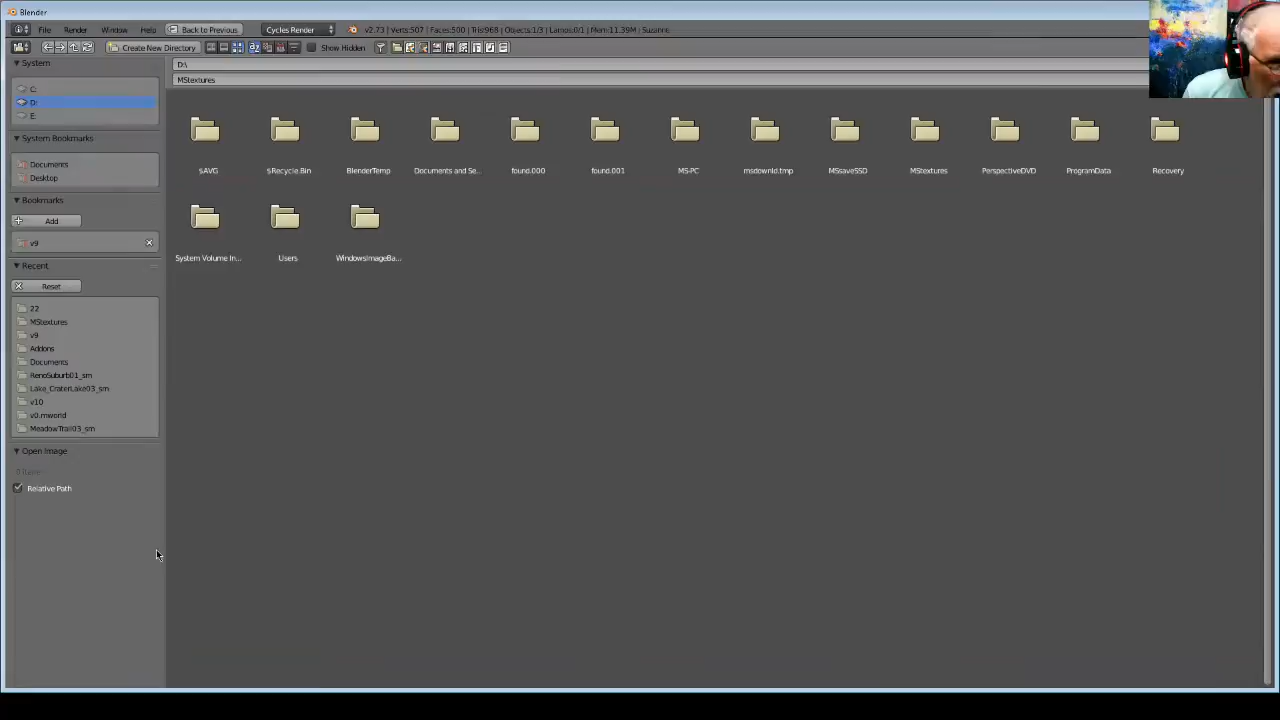 Blender
File Render Window Help Back to Previous Cycles Render v2.73 | Verts:507 | Faces:500 | Tris:968 | Objects:1/3 | Lamps:0/1 | Mem:11.39M | Suzanne
Create New Directory Show Hidden
System
D:\
MStextures
C:
D:
E:
System Bookmarks
Documents
Desktop
Bookmarks
Add
v9
Recent
Reset
22
MStextures
v9
Addons
Documents
RenoSuburb01_sm
Lake_CraterLake03_sm
v10
v0.mworld
MeadowTrail03_sm
Open Image
Relative Path
$AVG $Recycle.Bin BlenderTemp Documents and Se... found.000 found.001 MS-PC msdownld.tmp MSsaveSSD MStextures PerspectiveDVD ProgramData Recovery
System Volume In... Users WindowsImageBa...